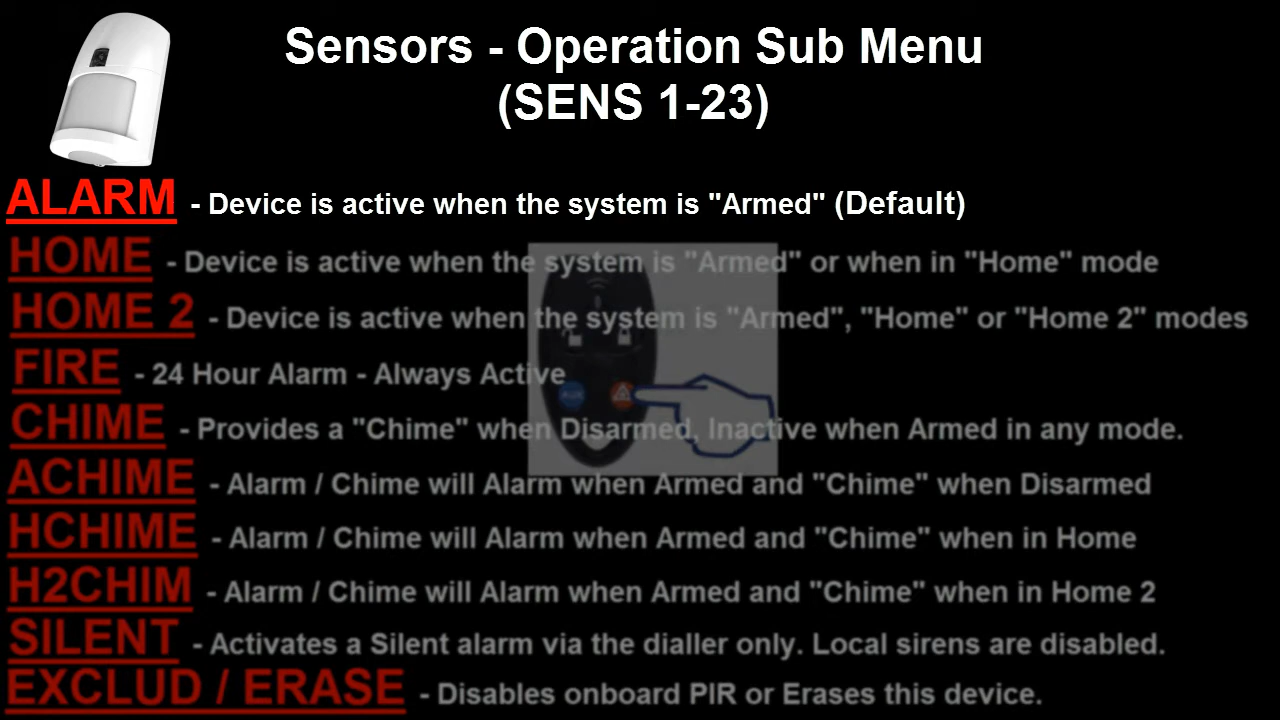 Sensors - Operation Sub Menu
(SENS 1-23)
ALARM - Device is active when the system is "Armed" (Default)
HOME - Device is active when the system is "Armed" or when in "Home" mode
HOME 2 - Device is active when the system is "Armed", "Home" or "Home 2" modes
FIRE - 24 Hour Alarm - Always Active
AUX
CHIME - Provides a "Chime" when Disarmed, Inactive when Armed in any mode.
ACHIME - Alarm / Chime will Alarm when Armed and "Chime" when Disarmed
HCHIME - Alarm / Chime will Alarm when Armed and "Chime" when in Home
H2CHIM - Alarm / Chime will Alarm when Armed and "Chime" when in Home 2
SILENT - Activates a Silent alarm via the dialler only. Local sirens are disabled.
EXCLUD / ERASE - Disables onboard PIR or Erases this device.